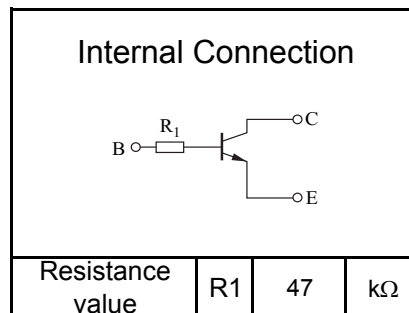 Internal Connection
R1
C
B
E
Resistance value R1 47 kΩ